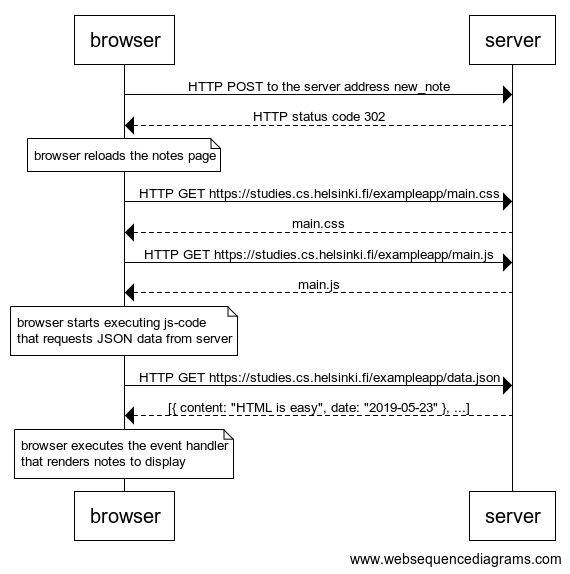 browser
server
HTTP POST to the server address new_note
HTTP status code 302
browser reloads the notes page
HTTP GET https://studies.cs.helsinki.fi/exampleapp/main.css
main.css
HTTP GET https://studies.cs.helsinki.fi/exampleapp/main.js
main.js
browser starts executing js-code
that requests JSON data from server
HTTP GET https://studies.cs.helsinki.fi/exampleapp/data.json
[{ content: "HTML is easy", date: "2019-05-23" }, ...]
browser executes the event handler
that renders notes to display
browser
server
www.websequencediagrams.com